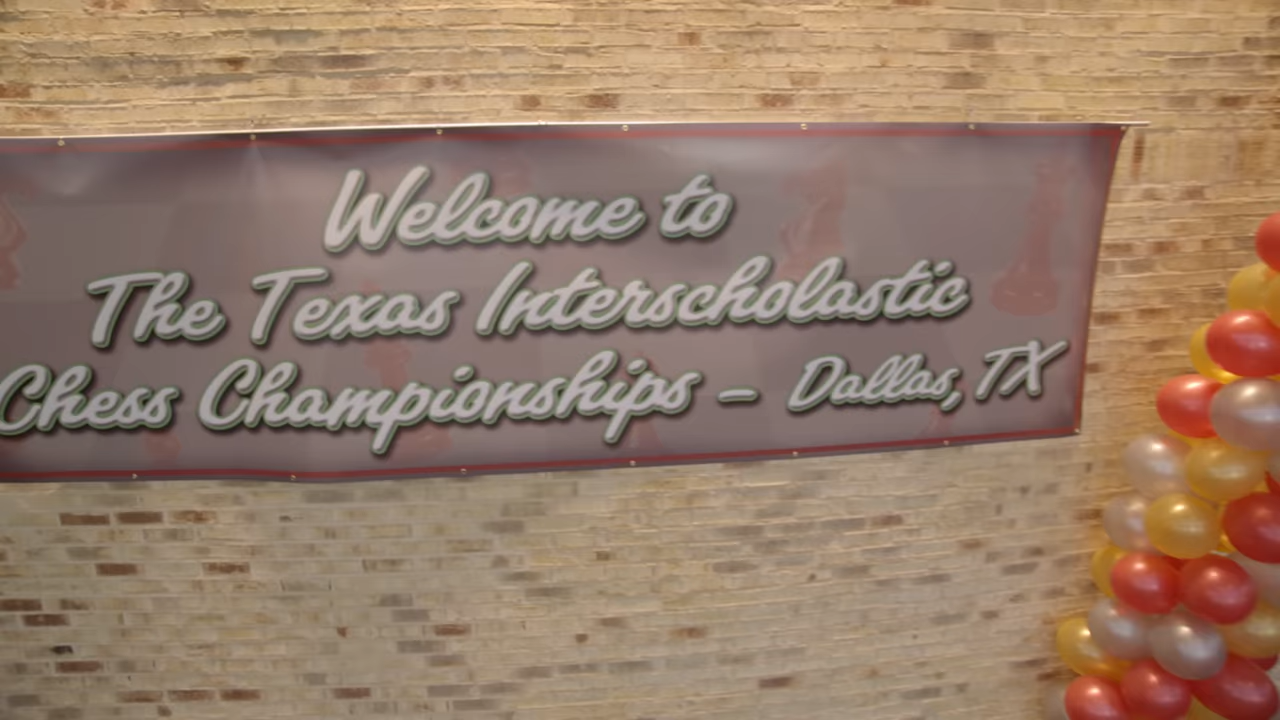 Welcome to
The Texas Interscholastic
Chess Championships – Dallas, TX